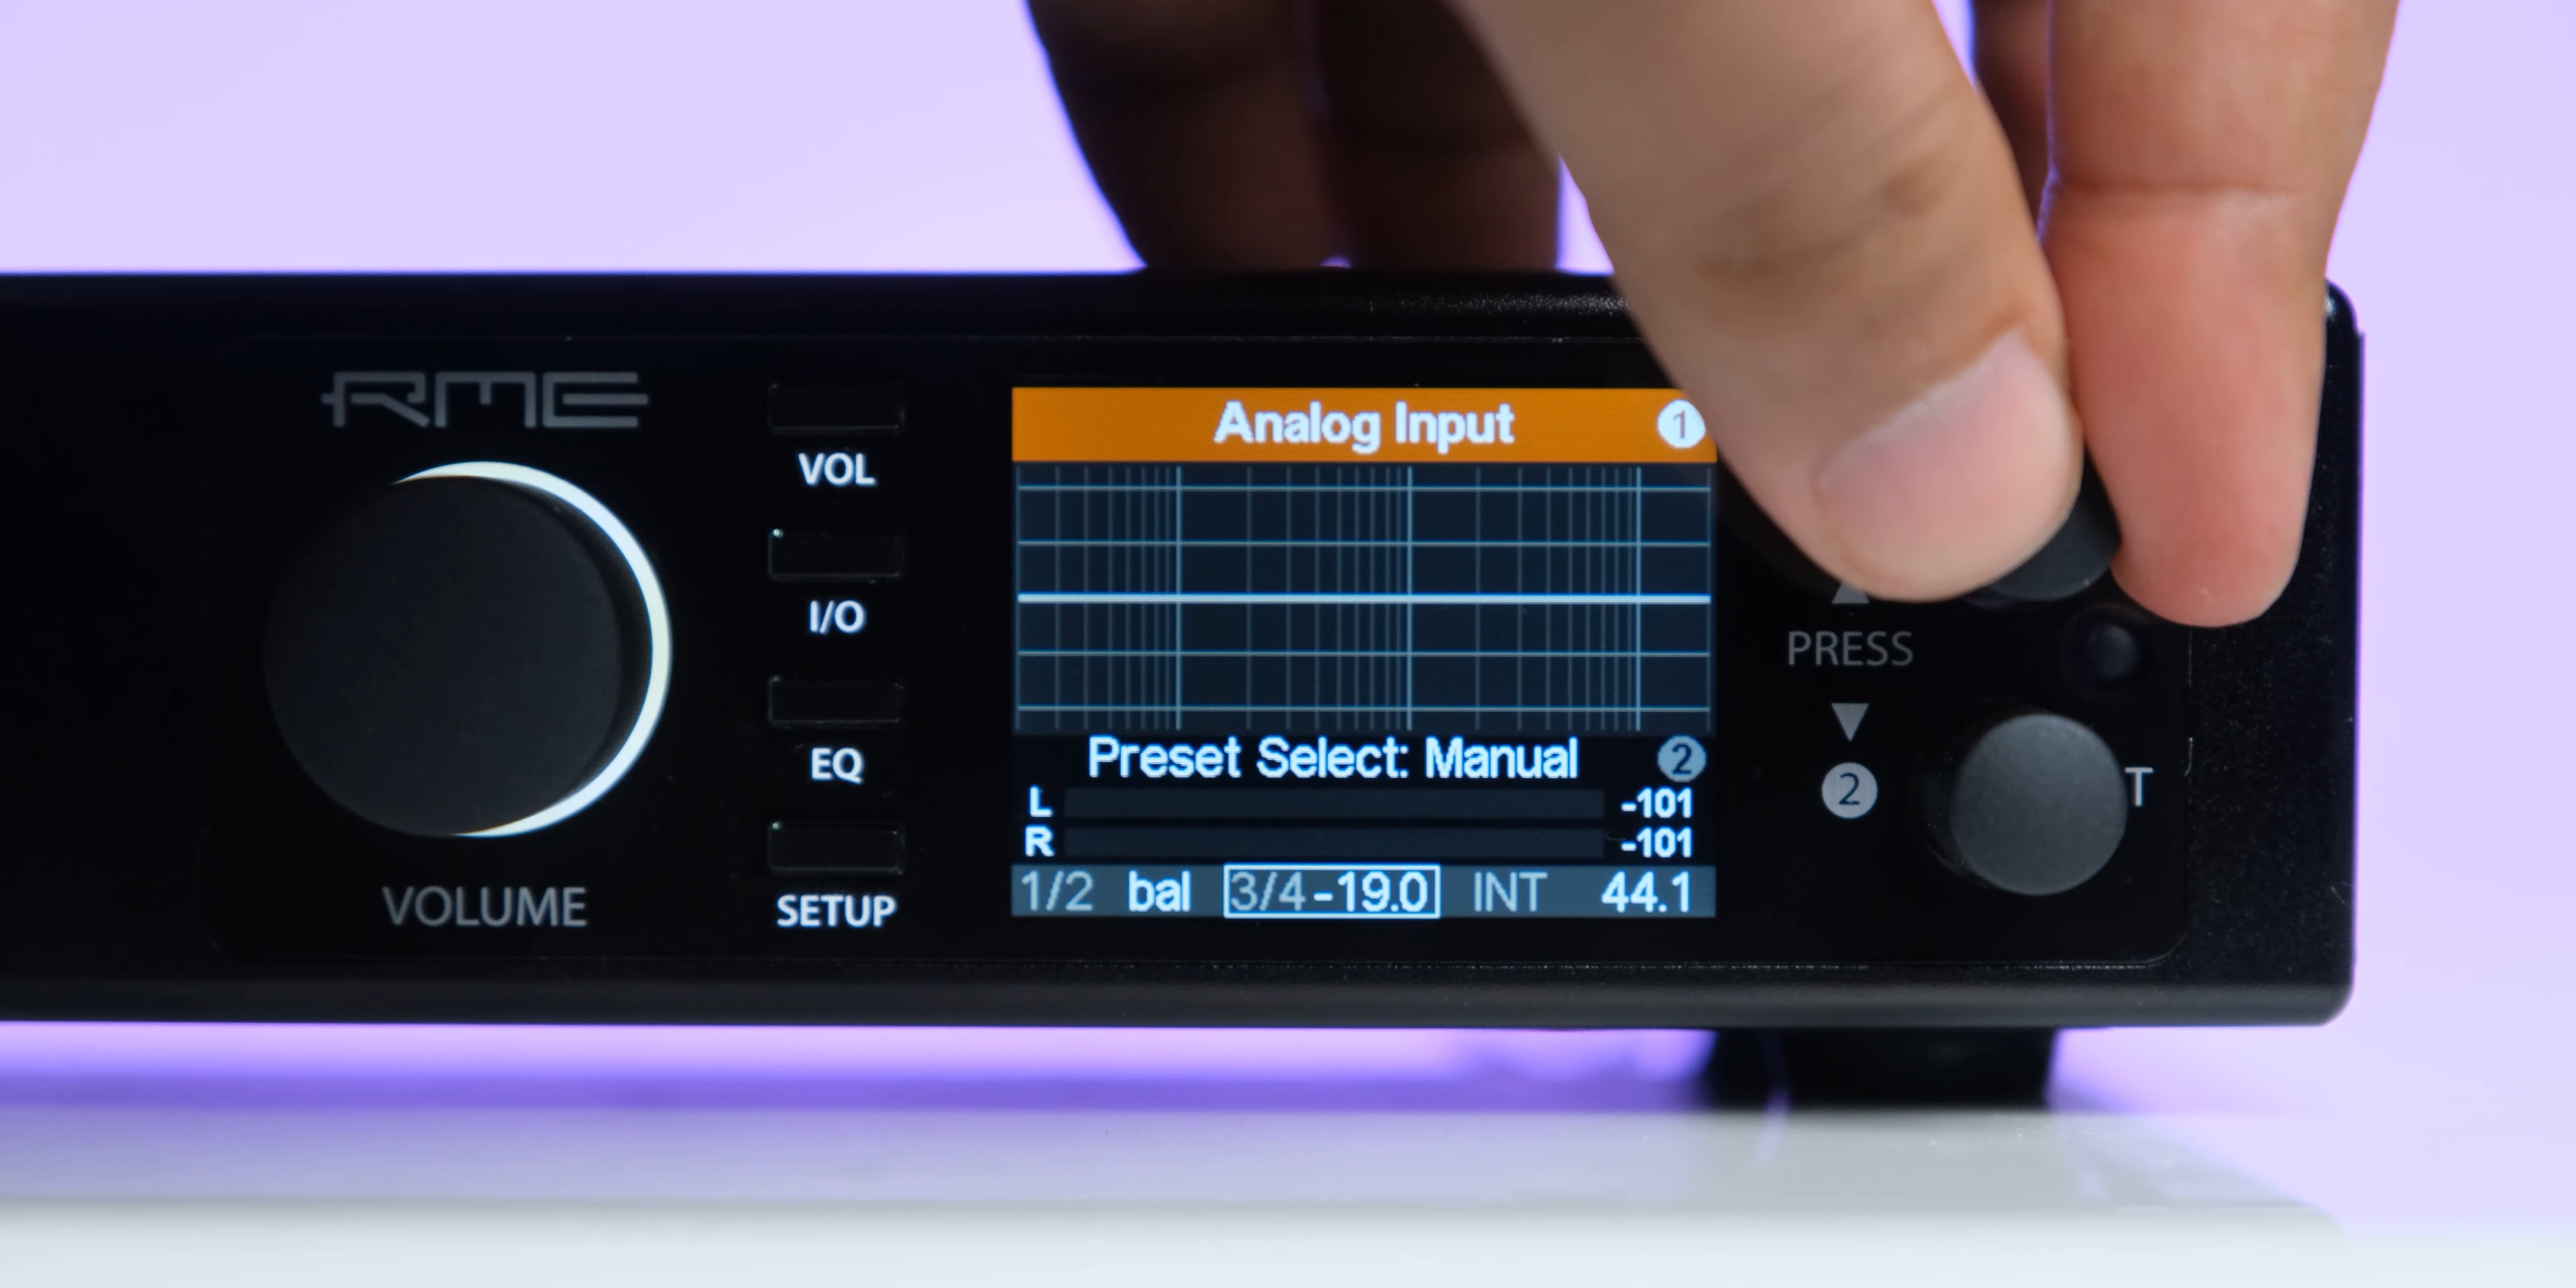 RME
VOLUME
VOL
I/O
EQ
SETUP
Analog Input 1
Preset Select: Manual 2
L -101
R -101
1/2 bal 3/4 -19.0 INT 44.1
PRESS
2
T